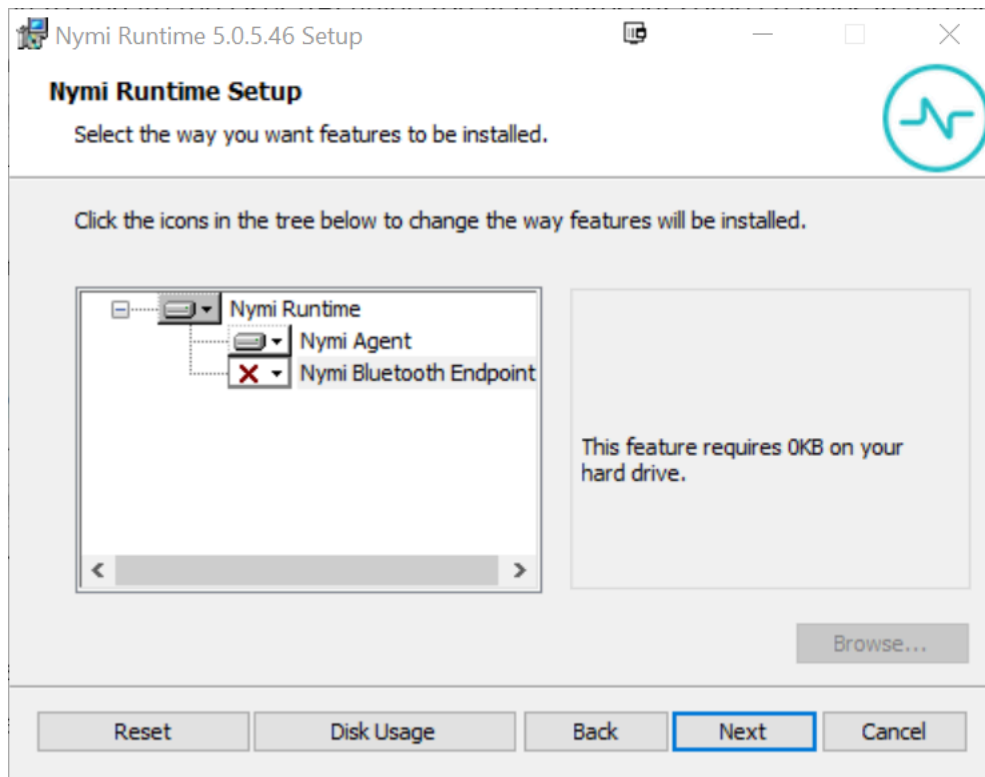 Nymi Runtime 5.0.5.46 Setup
Nymi Runtime Setup
Select the way you want features to be installed.
Click the icons in the tree below to change the way features will be installed.
Nymi Runtime
Nymi Agent
Nymi Bluetooth Endpoint
This feature requires 0KB on your
hard drive.
Browse...
Reset
Disk Usage
Back
Next
Cancel